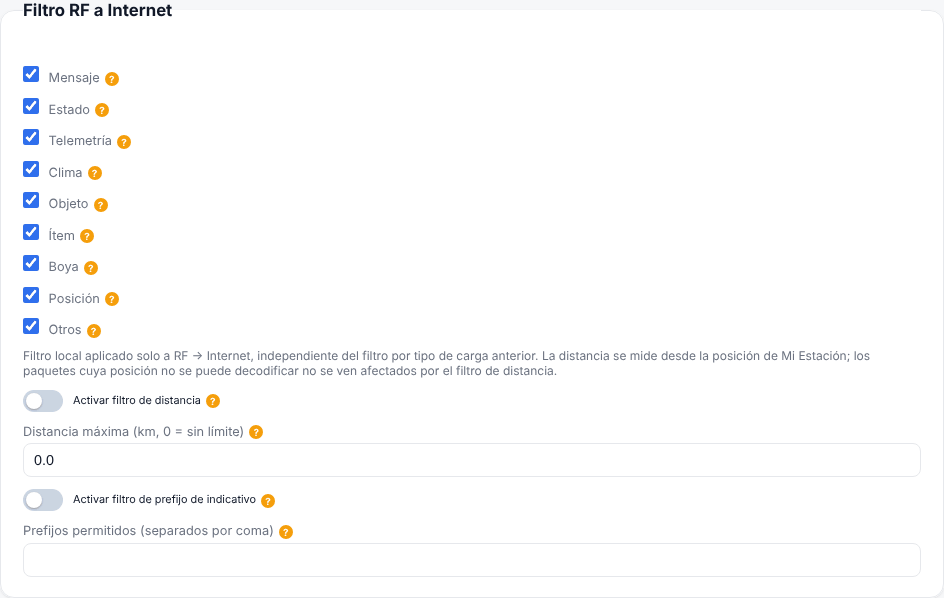 Filtro RF a Internet
Mensaje ?
Estado ?
Telemetría ?
Clima ?
Objeto ?
Ítem ?
Boya ?
Posición ?
Otros ?
Filtro local aplicado solo a RF → Internet, independiente del filtro por tipo de carga anterior. La distancia se mide desde la posición de Mi Estación; los
paquetes cuya posición no se puede decodificar no se ven afectados por el filtro de distancia.
Activar filtro de distancia ?
Distancia máxima (km, 0 = sin límite) ?
0.0
Activar filtro de prefijo de indicativo ?
Prefijos permitidos (separados por coma) ?